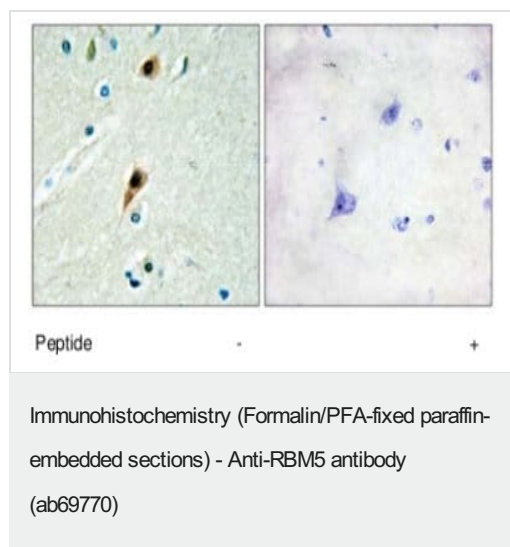 Peptide - +
Immunohistochemistry (Formalin/PFA-fixed paraffin-
embedded sections) - Anti-RBM5 antibody
(ab69770)